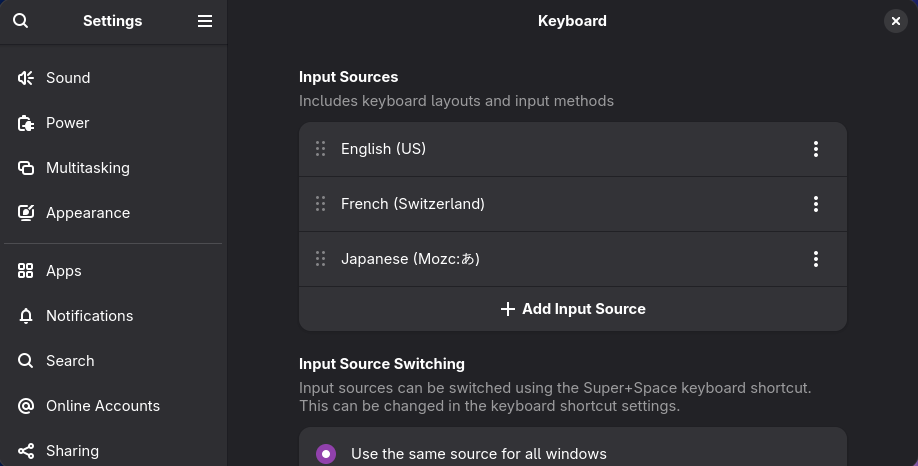 Settings
Keyboard
Sound
Power
Multitasking
Appearance
Apps
Notifications
Search
Online Accounts
Sharing
Input Sources
Includes keyboard layouts and input methods
English (US)
French (Switzerland)
Japanese (Mozc:あ)
Add Input Source
Input Source Switching
Input sources can be switched using the Super+Space keyboard shortcut.
This can be changed in the keyboard shortcut settings.
Use the same source for all windows